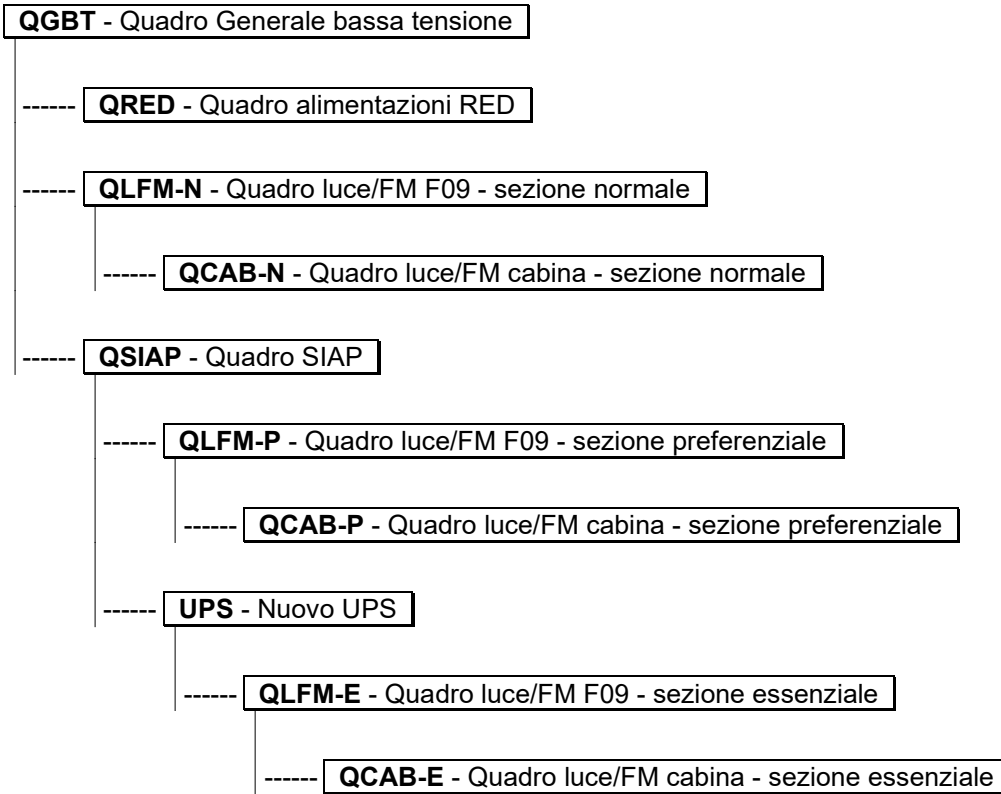 QGBT - Quadro Generale bassa tensione
------ QRED - Quadro alimentazioni RED
------ QLFM-N - Quadro luce/FM F09 - sezione normale
------ QCAB-N - Quadro luce/FM cabina - sezione normale
------ QSIAP - Quadro SIAP
------ QLFM-P - Quadro luce/FM F09 - sezione preferenziale
------ QCAB-P - Quadro luce/FM cabina - sezione preferenziale
------ UPS - Nuovo UPS
------ QLFM-E - Quadro luce/FM F09 - sezione essenziale
------ QCAB-E - Quadro luce/FM cabina - sezione essenziale